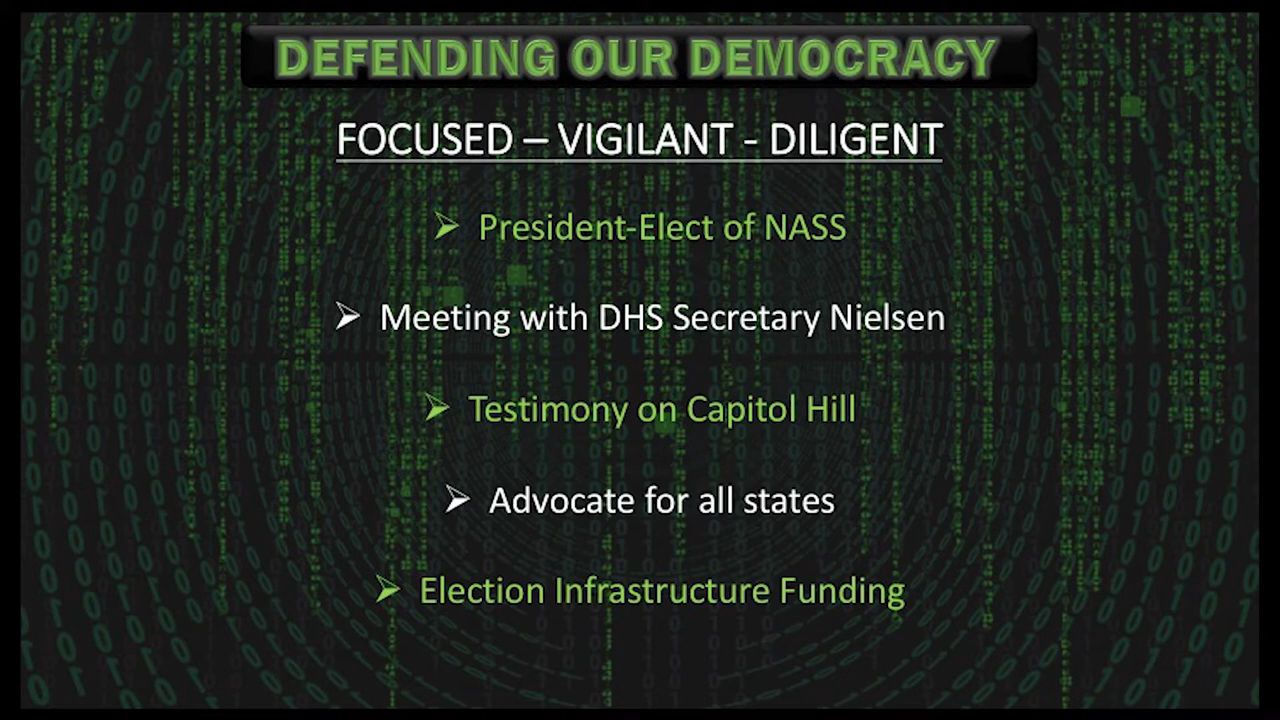 DEFENDING OUR DEMOCRACY
FOCUSED – VIGILANT - DILIGENT
➢ President-Elect of NASS
➢ Meeting with DHS Secretary Nielsen
➢ Testimony on Capitol Hill
➢ Advocate for all states
➢ Election Infrastructure Funding